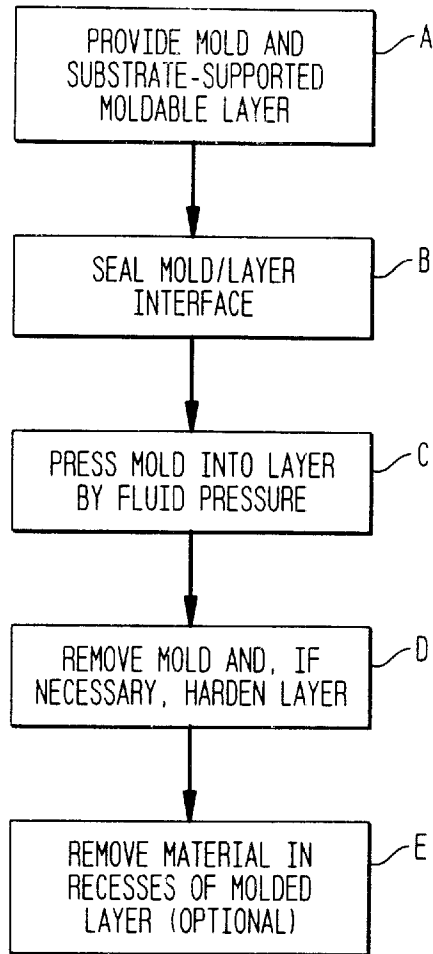 PROVIDE MOLD AND
SUBSTRATE-SUPPORTED
MOLDABLE LAYER
A
SEAL MOLD/LAYER
INTERFACE
B
PRESS MOLD INTO LAYER
BY FLUID PRESSURE
C
REMOVE MOLD AND, IF
NECESSARY, HARDEN LAYER
D
REMOVE MATERIAL IN
RECESSES OF MOLDED
LAYER (OPTIONAL)
E